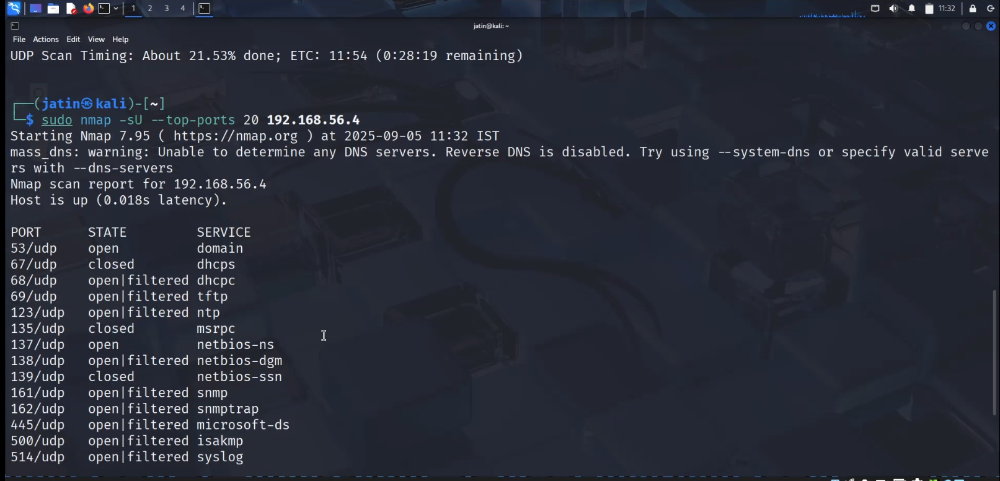 1 2 3 4 11:32
jatin@kali: ~
File Actions Edit View Help
UDP Scan Timing: About 21.53% done; ETC: 11:54 (0:28:19 remaining)
┌──(jatin㉿kali)-[~]
└─$ sudo nmap -sU --top-ports 20 192.168.56.4
Starting Nmap 7.95 ( https://nmap.org ) at 2025-09-05 11:32 IST
mass_dns: warning: Unable to determine any DNS servers. Reverse DNS is disabled. Try using --system-dns or specify valid serve
rs with --dns-servers
Nmap scan report for 192.168.56.4
Host is up (0.018s latency).
PORT STATE SERVICE
53/udp open domain
67/udp closed dhcps
68/udp open|filtered dhcpc
69/udp open|filtered tftp
123/udp open|filtered ntp
135/udp closed msrpc
137/udp open netbios-ns
138/udp open|filtered netbios-dgm
139/udp closed netbios-ssn
161/udp open|filtered snmp
162/udp open|filtered snmptrap
445/udp open|filtered microsoft-ds
500/udp open|filtered isakmp
514/udp open|filtered syslog